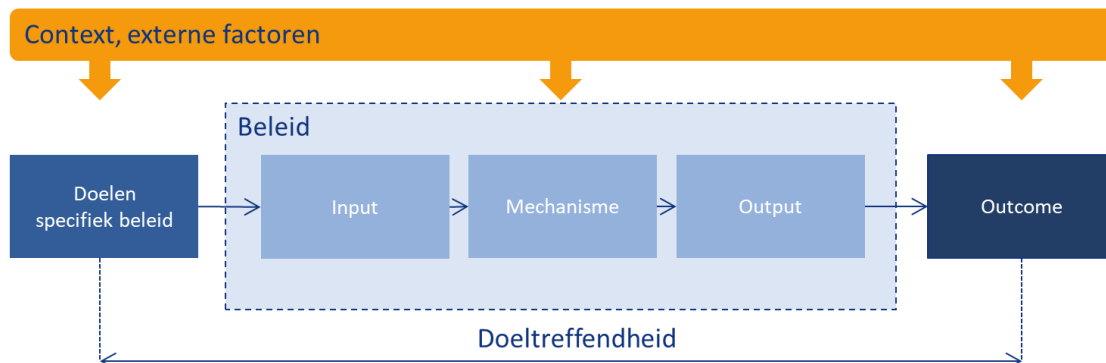 Context, externe factoren
Beleid
Doelen
specifiek beleid
Input
Mechanisme
Output
Outcome
Doeltreffendheid